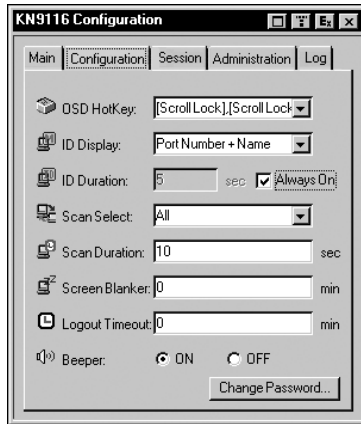 KN9116 Configuration
Main Configuration Session Administration Log
OSD HotKey: [Scroll Lock],[Scroll Lock
ID Display: Port Number + Name
ID Duration: 5 sec Always On
Scan Select: All
Scan Duration: 10 sec
Screen Blanker: 0 min
Logout Timeout: 0 min
Beeper: ON OFF
Change Password...